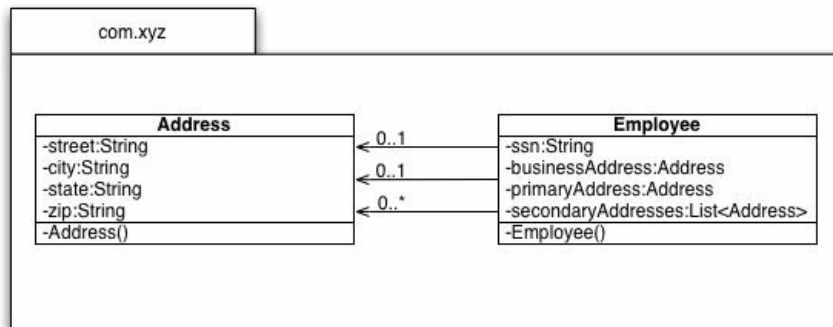 com.xyz
Address
-street:String
-city:String
-state:String
-zip:String
-Address()
0..1
0..1
0..*
Employee
-ssn:String
-businessAddress:Address
-primaryAddress:Address
-secondaryAddresses:List<Address>
-Employee()